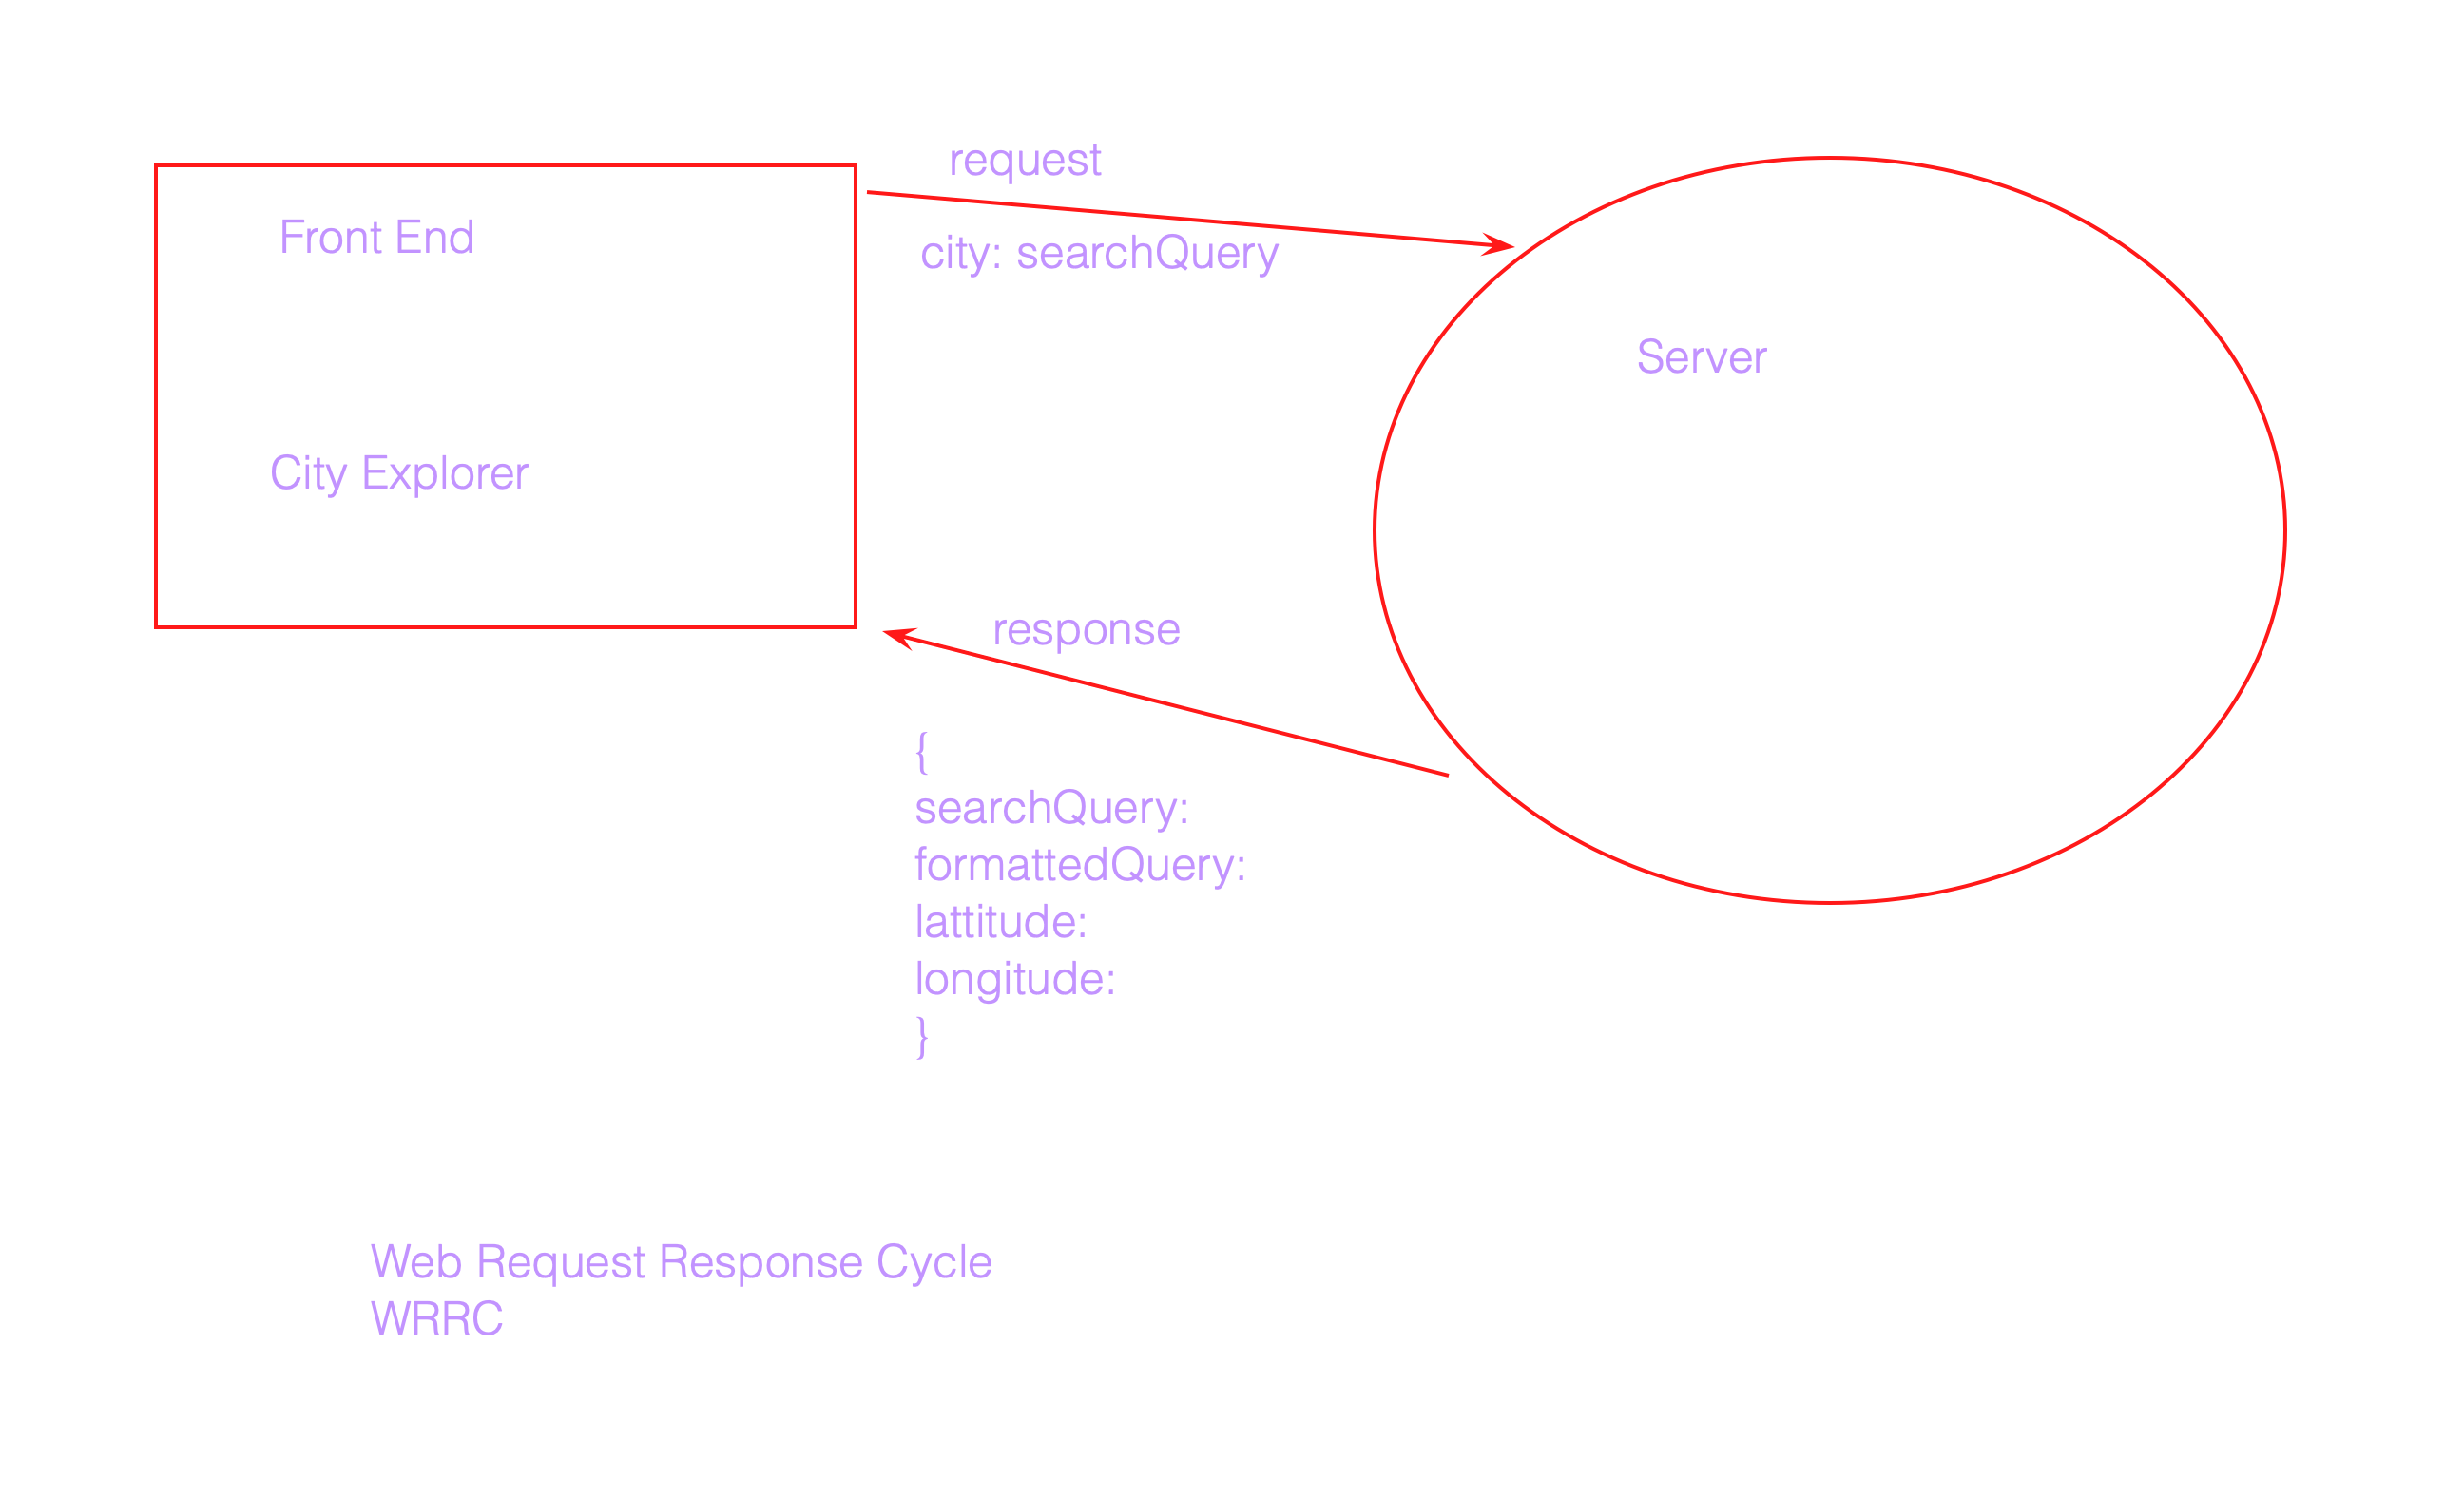 request
Front End
city: searchQuery
Server
City Explorer
response
{
searchQuery:
formattedQuery:
lattitude:
longitude:
}
Web Request Response Cycle
WRRC